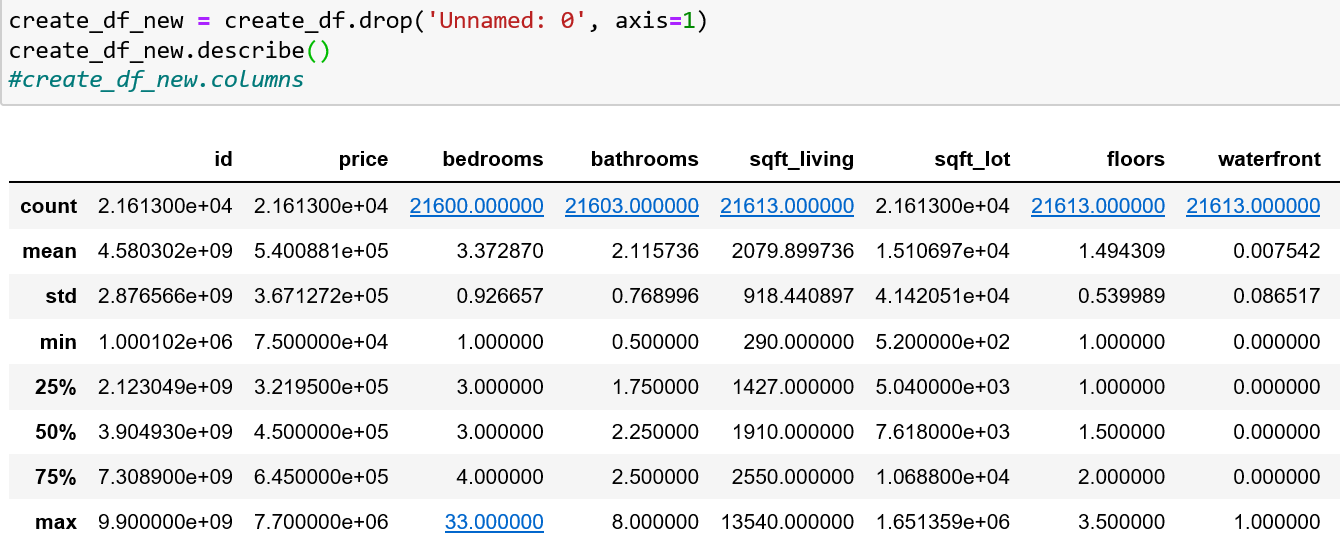 create_df_new = create_df.drop('Unnamed: 0', axis=1)
create_df_new.describe()
#create_df_new.columns
id price bedrooms bathrooms sqft_living sqft_lot floors waterfront
count 2.161300e+04 2.161300e+04 21600.000000 21603.000000 21613.000000 2.161300e+04 21613.000000 21613.000000
mean 4.580302e+09 5.400881e+05 3.372870 2.115736 2079.899736 1.510697e+04 1.494309 0.007542
std 2.876566e+09 3.671272e+05 0.926657 0.768996 918.440897 4.142051e+04 0.539989 0.086517
min 1.000102e+06 7.500000e+04 1.000000 0.500000 290.000000 5.200000e+02 1.000000 0.000000
25% 2.123049e+09 3.219500e+05 3.000000 1.750000 1427.000000 5.040000e+03 1.000000 0.000000
50% 3.904930e+09 4.500000e+05 3.000000 2.250000 1910.000000 7.618000e+03 1.500000 0.000000
75% 7.308900e+09 6.450000e+05 4.000000 2.500000 2550.000000 1.068800e+04 2.000000 0.000000
max 9.900000e+09 7.700000e+06 33.000000 8.000000 13540.000000 1.651359e+06 3.500000 1.000000